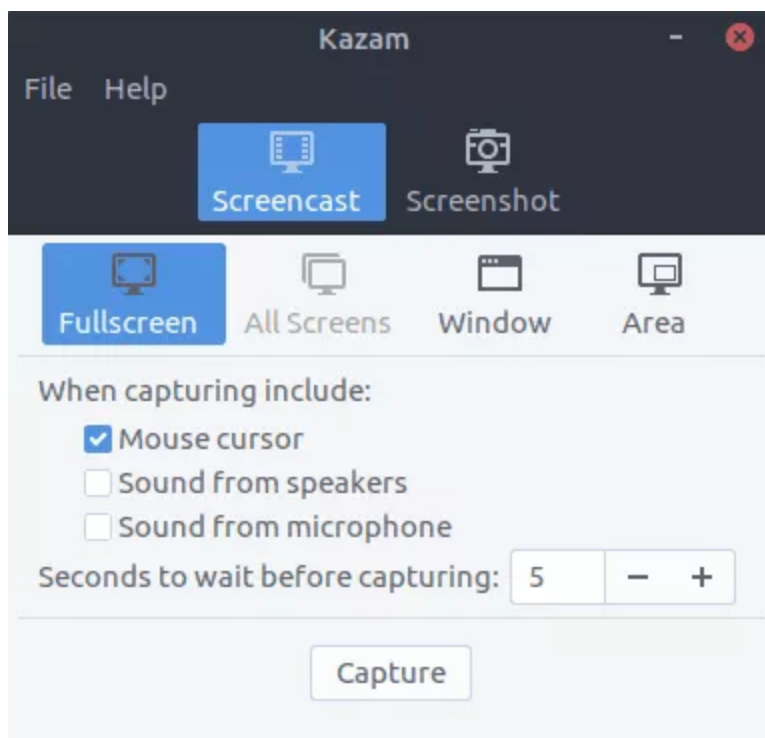 Kazam
File Help
Screencast Screenshot
Fullscreen All Screens Window Area
When capturing include:
Mouse cursor
Sound from speakers
Sound from microphone
Seconds to wait before capturing: 5 − +
Capture